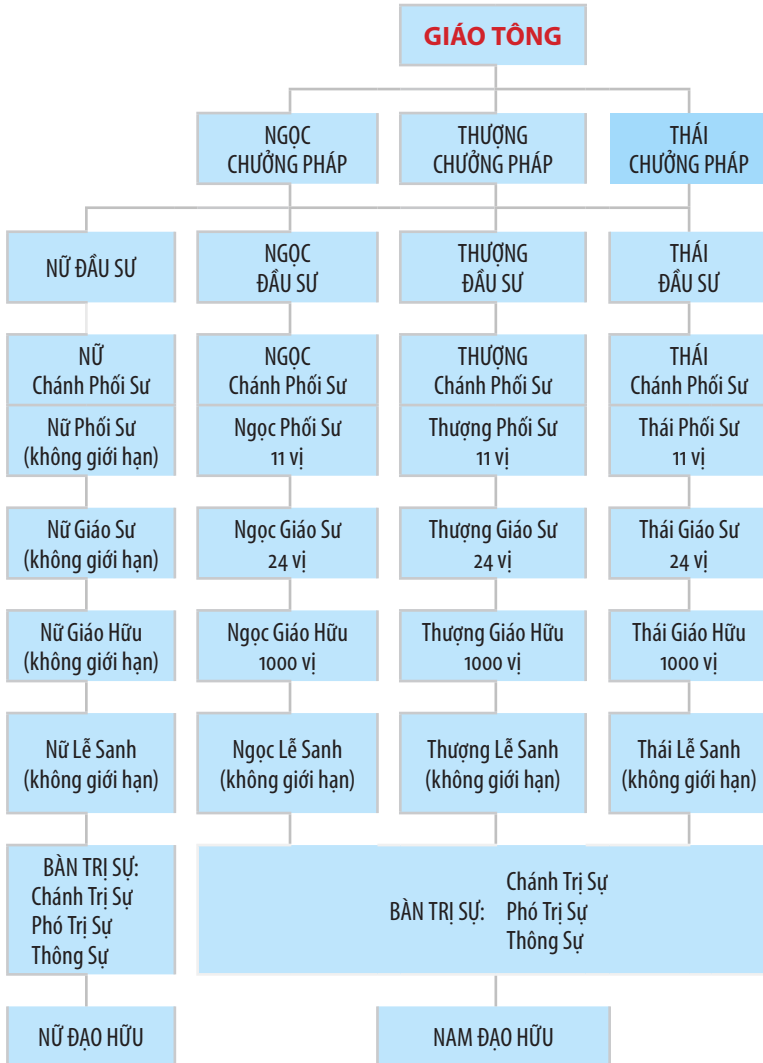 GIÁO TÔNG
NGỌC
CHƯỞNG PHÁP
THƯỢNG
CHƯỞNG PHÁP
THÁI
CHƯỞNG PHÁP
NỮ ĐẦU SƯ
NGỌC
ĐẦU SƯ
THƯỢNG
ĐẦU SƯ
THÁI
ĐẦU SƯ
NỮ
Chánh Phối Sư
NGỌC
Chánh Phối Sư
THƯỢNG
Chánh Phối Sư
THÁI
Chánh Phối Sư
Nữ Phối Sư
(không giới hạn)
Ngọc Phối Sư
11 vị
Thượng Phối Sư
11 vị
Thái Phối Sư
11 vị
Nữ Giáo Sư
(không giới hạn)
Ngọc Giáo Sư
24 vị
Thượng Giáo Sư
24 vị
Thái Giáo Sư
24 vị
Nữ Giáo Hữu
(không giới hạn)
Ngọc Giáo Hữu
1000 vị
Thượng Giáo Hữu
1000 vị
Thái Giáo Hữu
1000 vị
Nữ Lễ Sanh
(không giới hạn)
Ngọc Lễ Sanh
(không giới hạn)
Thượng Lễ Sanh
(không giới hạn)
Thái Lễ Sanh
(không giới hạn)
BÀN TRỊ SỰ:
Chánh Trị Sự
Phó Trị Sự
Thông Sự
BÀN TRỊ SỰ:
Chánh Trị Sự
Phó Trị Sự
Thông Sự
NỮ ĐẠO HỮU
NAM ĐẠO HỮU